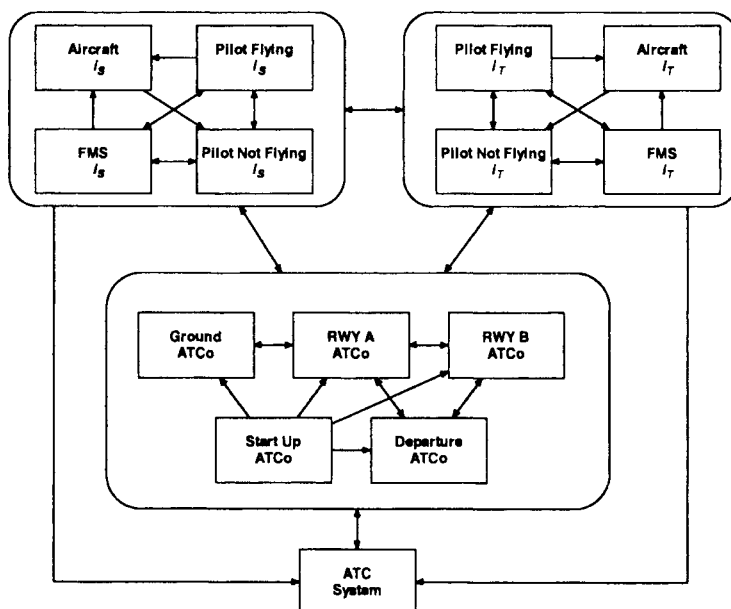 Aircraft
i_S
Pilot Flying
i_S
FMS
i_S
Pilot Not Flying
i_S
Pilot Flying
i_T
Aircraft
i_T
Pilot Not Flying
i_T
FMS
i_T
Ground
ATCo
RWY A
ATCo
RWY B
ATCo
Start Up
ATCo
Departure
ATCo
ATC
System